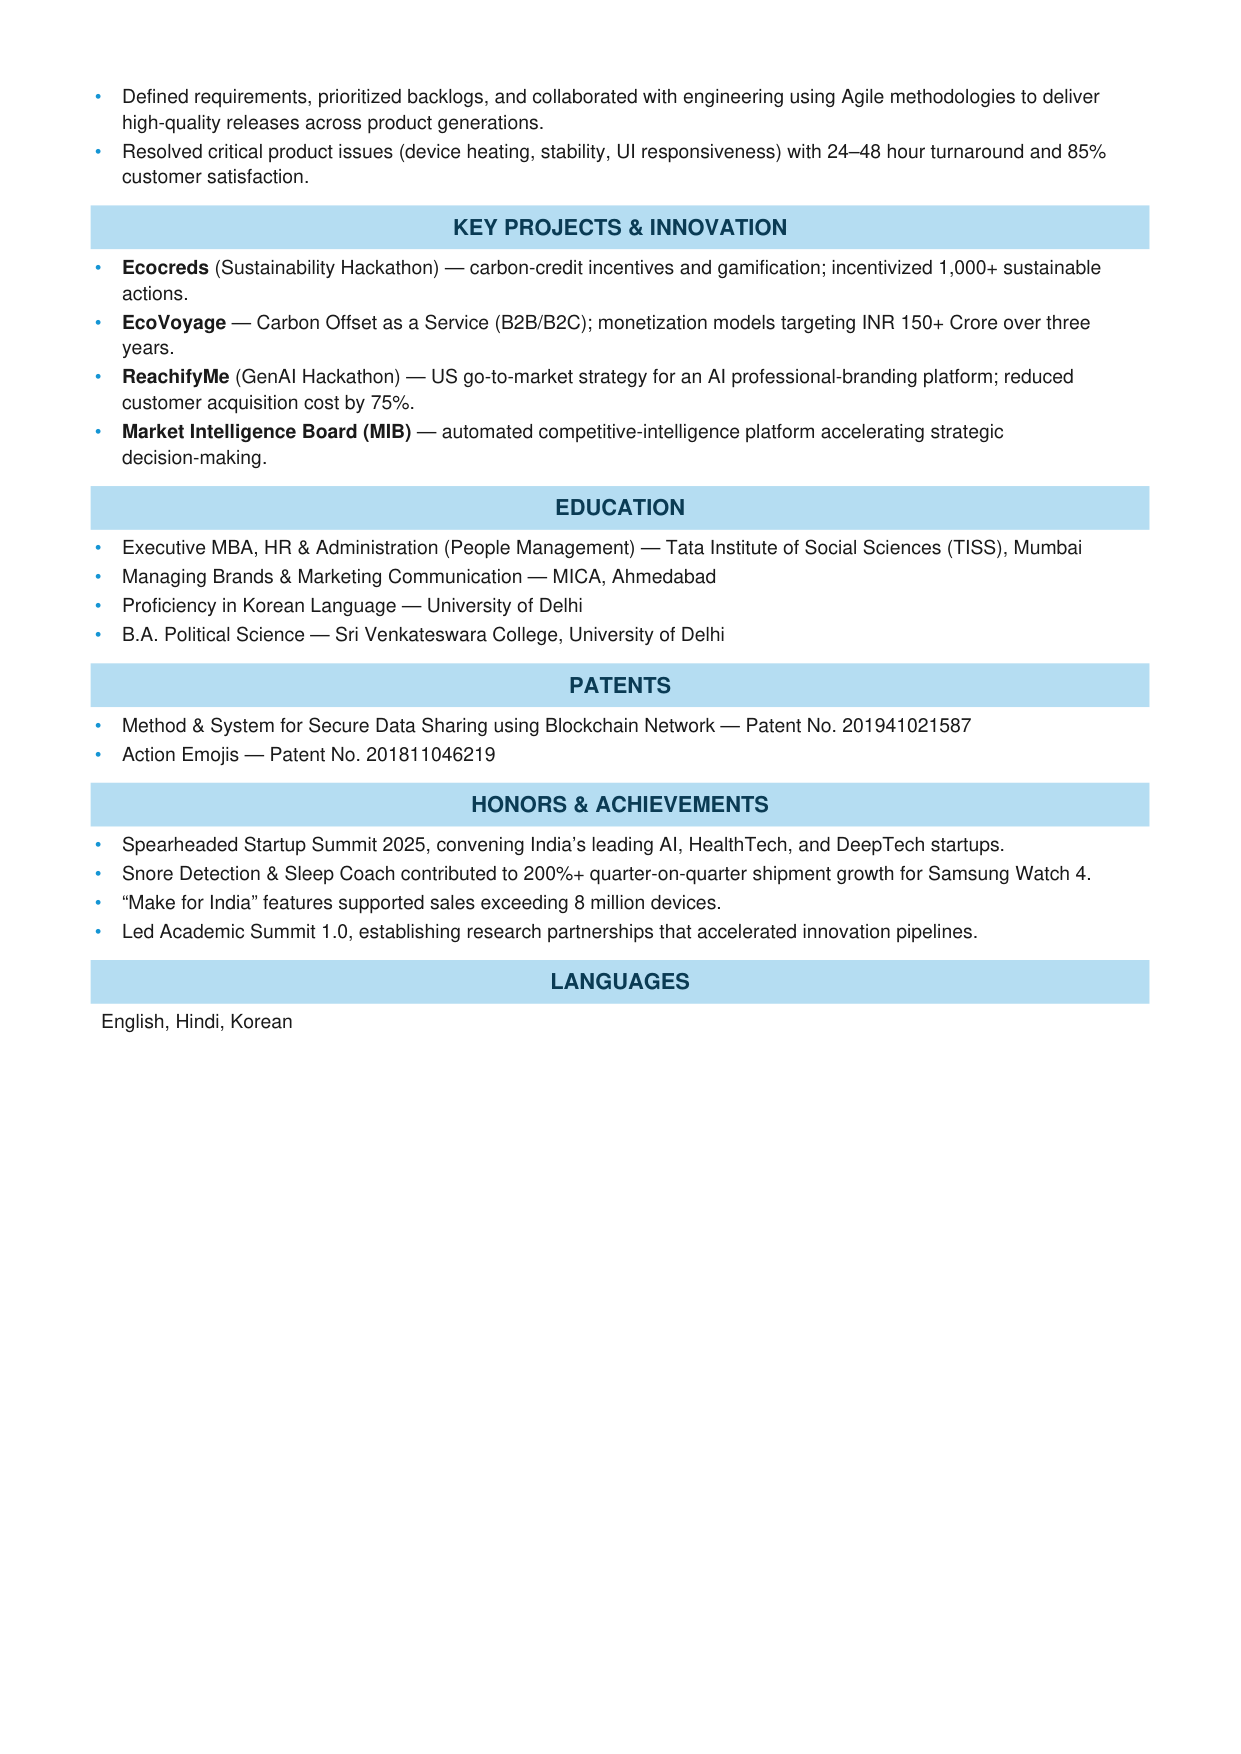 • Defined requirements, prioritized backlogs, and collaborated with engineering using Agile methodologies to deliver
high-quality releases across product generations.
• Resolved critical product issues (device heating, stability, UI responsiveness) with 24–48 hour turnaround and 85%
customer satisfaction.
KEY PROJECTS & INNOVATION
• Ecocreds (Sustainability Hackathon) — carbon-credit incentives and gamification; incentivized 1,000+ sustainable
actions.
• EcoVoyage — Carbon Offset as a Service (B2B/B2C); monetization models targeting INR 150+ Crore over three
years.
• ReachifyMe (GenAI Hackathon) — US go-to-market strategy for an AI professional-branding platform; reduced
customer acquisition cost by 75%.
• Market Intelligence Board (MIB) — automated competitive-intelligence platform accelerating strategic
decision-making.
EDUCATION
• Executive MBA, HR & Administration (People Management) — Tata Institute of Social Sciences (TISS), Mumbai
• Managing Brands & Marketing Communication — MICA, Ahmedabad
• Proficiency in Korean Language — University of Delhi
• B.A. Political Science — Sri Venkateswara College, University of Delhi
PATENTS
• Method & System for Secure Data Sharing using Blockchain Network — Patent No. 201941021587
• Action Emojis — Patent No. 201811046219
HONORS & ACHIEVEMENTS
• Spearheaded Startup Summit 2025, convening India’s leading AI, HealthTech, and DeepTech startups.
• Snore Detection & Sleep Coach contributed to 200%+ quarter-on-quarter shipment growth for Samsung Watch 4.
• “Make for India” features supported sales exceeding 8 million devices.
• Led Academic Summit 1.0, establishing research partnerships that accelerated innovation pipelines.
LANGUAGES
English, Hindi, Korean